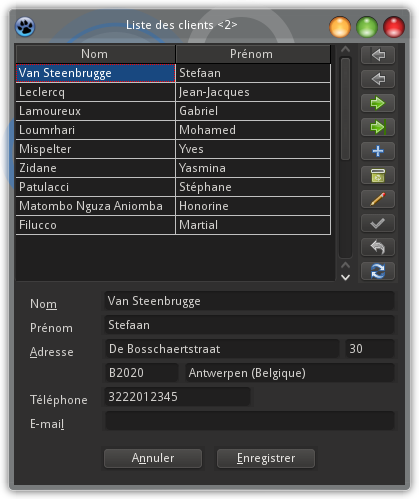 Liste des clients <2>
Nom Prénom
Van Steenbrugge Stefaan
Leclercq Jean-Jacques
Lamoureux Gabriel
Loumrhari Mohamed
Mispelter Yves
Zidane Yasmina
Patulacci Stéphane
Matombo Nguza Aniomba Honorine
Filucco Martial
Nom Van Steenbrugge
Prénom Stefaan
Adresse De Bosschaertstraat 30
B2020 Antwerpen (Belgique)
Téléphone 3222012345
E-mail
Annuler Enregistrer